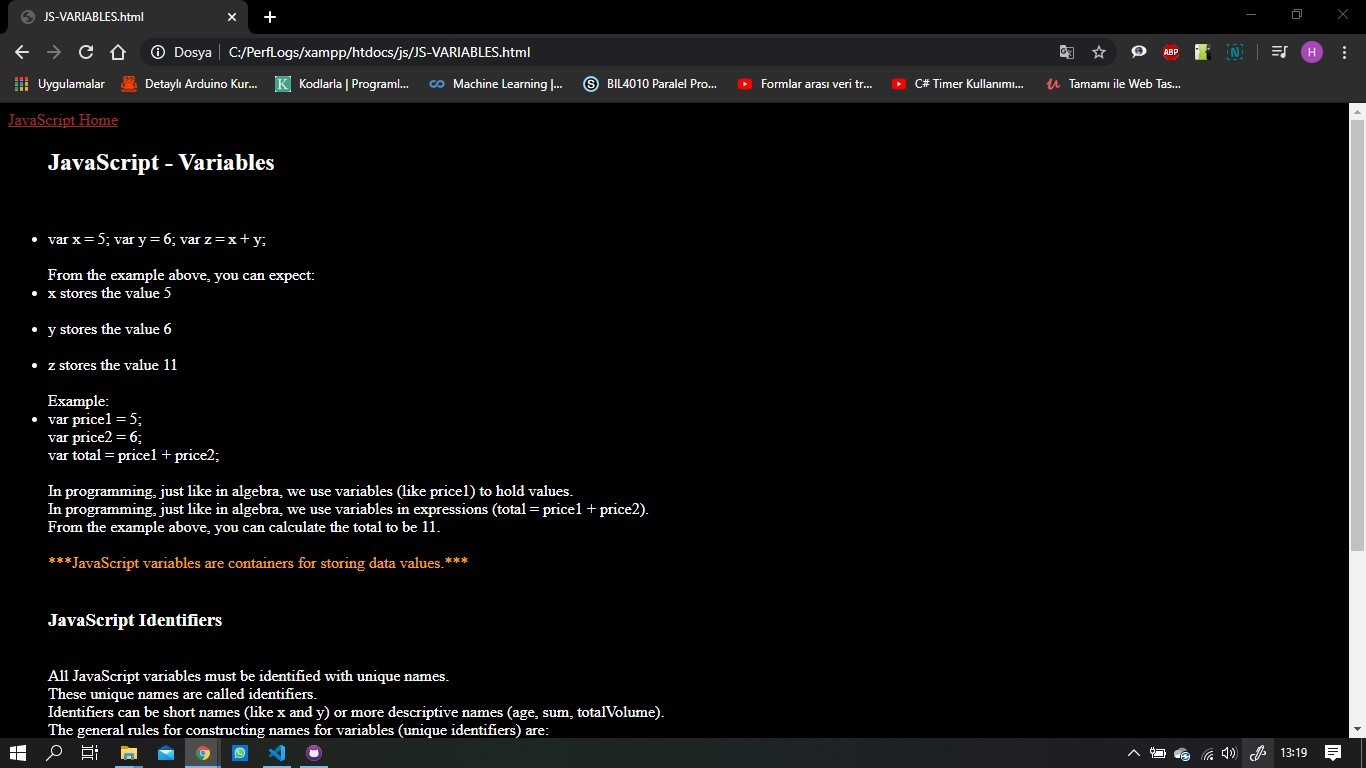 JS-VARIABLES.html
Dosya | C:/PerfLogs/xampp/htdocs/js/JS-VARIABLES.html
ABP
N
H
Uygulamalar
Detaylı Arduino Kur...
K
Kodlarla | Programl...
Machine Learning |...
S
BIL4010 Paralel Pro...
Formlar arası veri tr...
C# Timer Kullanımı...
Tamamı ile Web Tas...
JavaScript Home
JavaScript - Variables
var x = 5; var y = 6; var z = x + y;
From the example above, you can expect:
x stores the value 5
y stores the value 6
z stores the value 11
Example:
var price1 = 5;
var price2 = 6;
var total = price1 + price2;
In programming, just like in algebra, we use variables (like price1) to hold values.
In programming, just like in algebra, we use variables in expressions (total = price1 + price2).
From the example above, you can calculate the total to be 11.
***JavaScript variables are containers for storing data values.***
JavaScript Identifiers
All JavaScript variables must be identified with unique names.
These unique names are called identifiers.
Identifiers can be short names (like x and y) or more descriptive names (age, sum, totalVolume).
The general rules for constructing names for variables (unique identifiers) are:
13:19